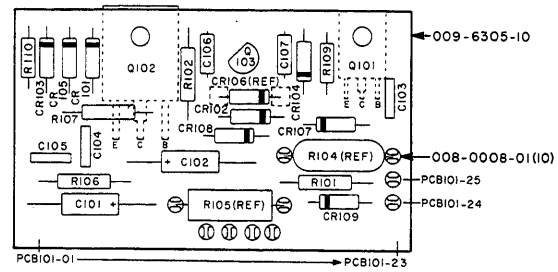 R110
CR103
CR105
CR101
Q102
R102
C106
Q103
C107
CR104
R109
Q101
C103
009-6305-10
CR106(REF)
R107
CR102
CR108
CR107
E C B
E C B
C105
C104
C102
+
R104(REF)
008-0008-01(10)
R106
R101
PCB101-25
C101
+
R105(REF)
CR109
PCB101-24
PCB101-01
PCB101-23